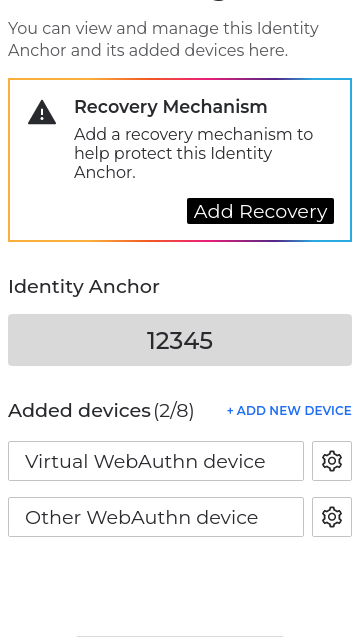 You can view and manage this Identity
Anchor and its added devices here.
Recovery Mechanism
Add a recovery mechanism to
help protect this Identity
Anchor.
Add Recovery
Identity Anchor
12345
Added devices (2/8)
+ ADD NEW DEVICE
Virtual WebAuthn device
Other WebAuthn device